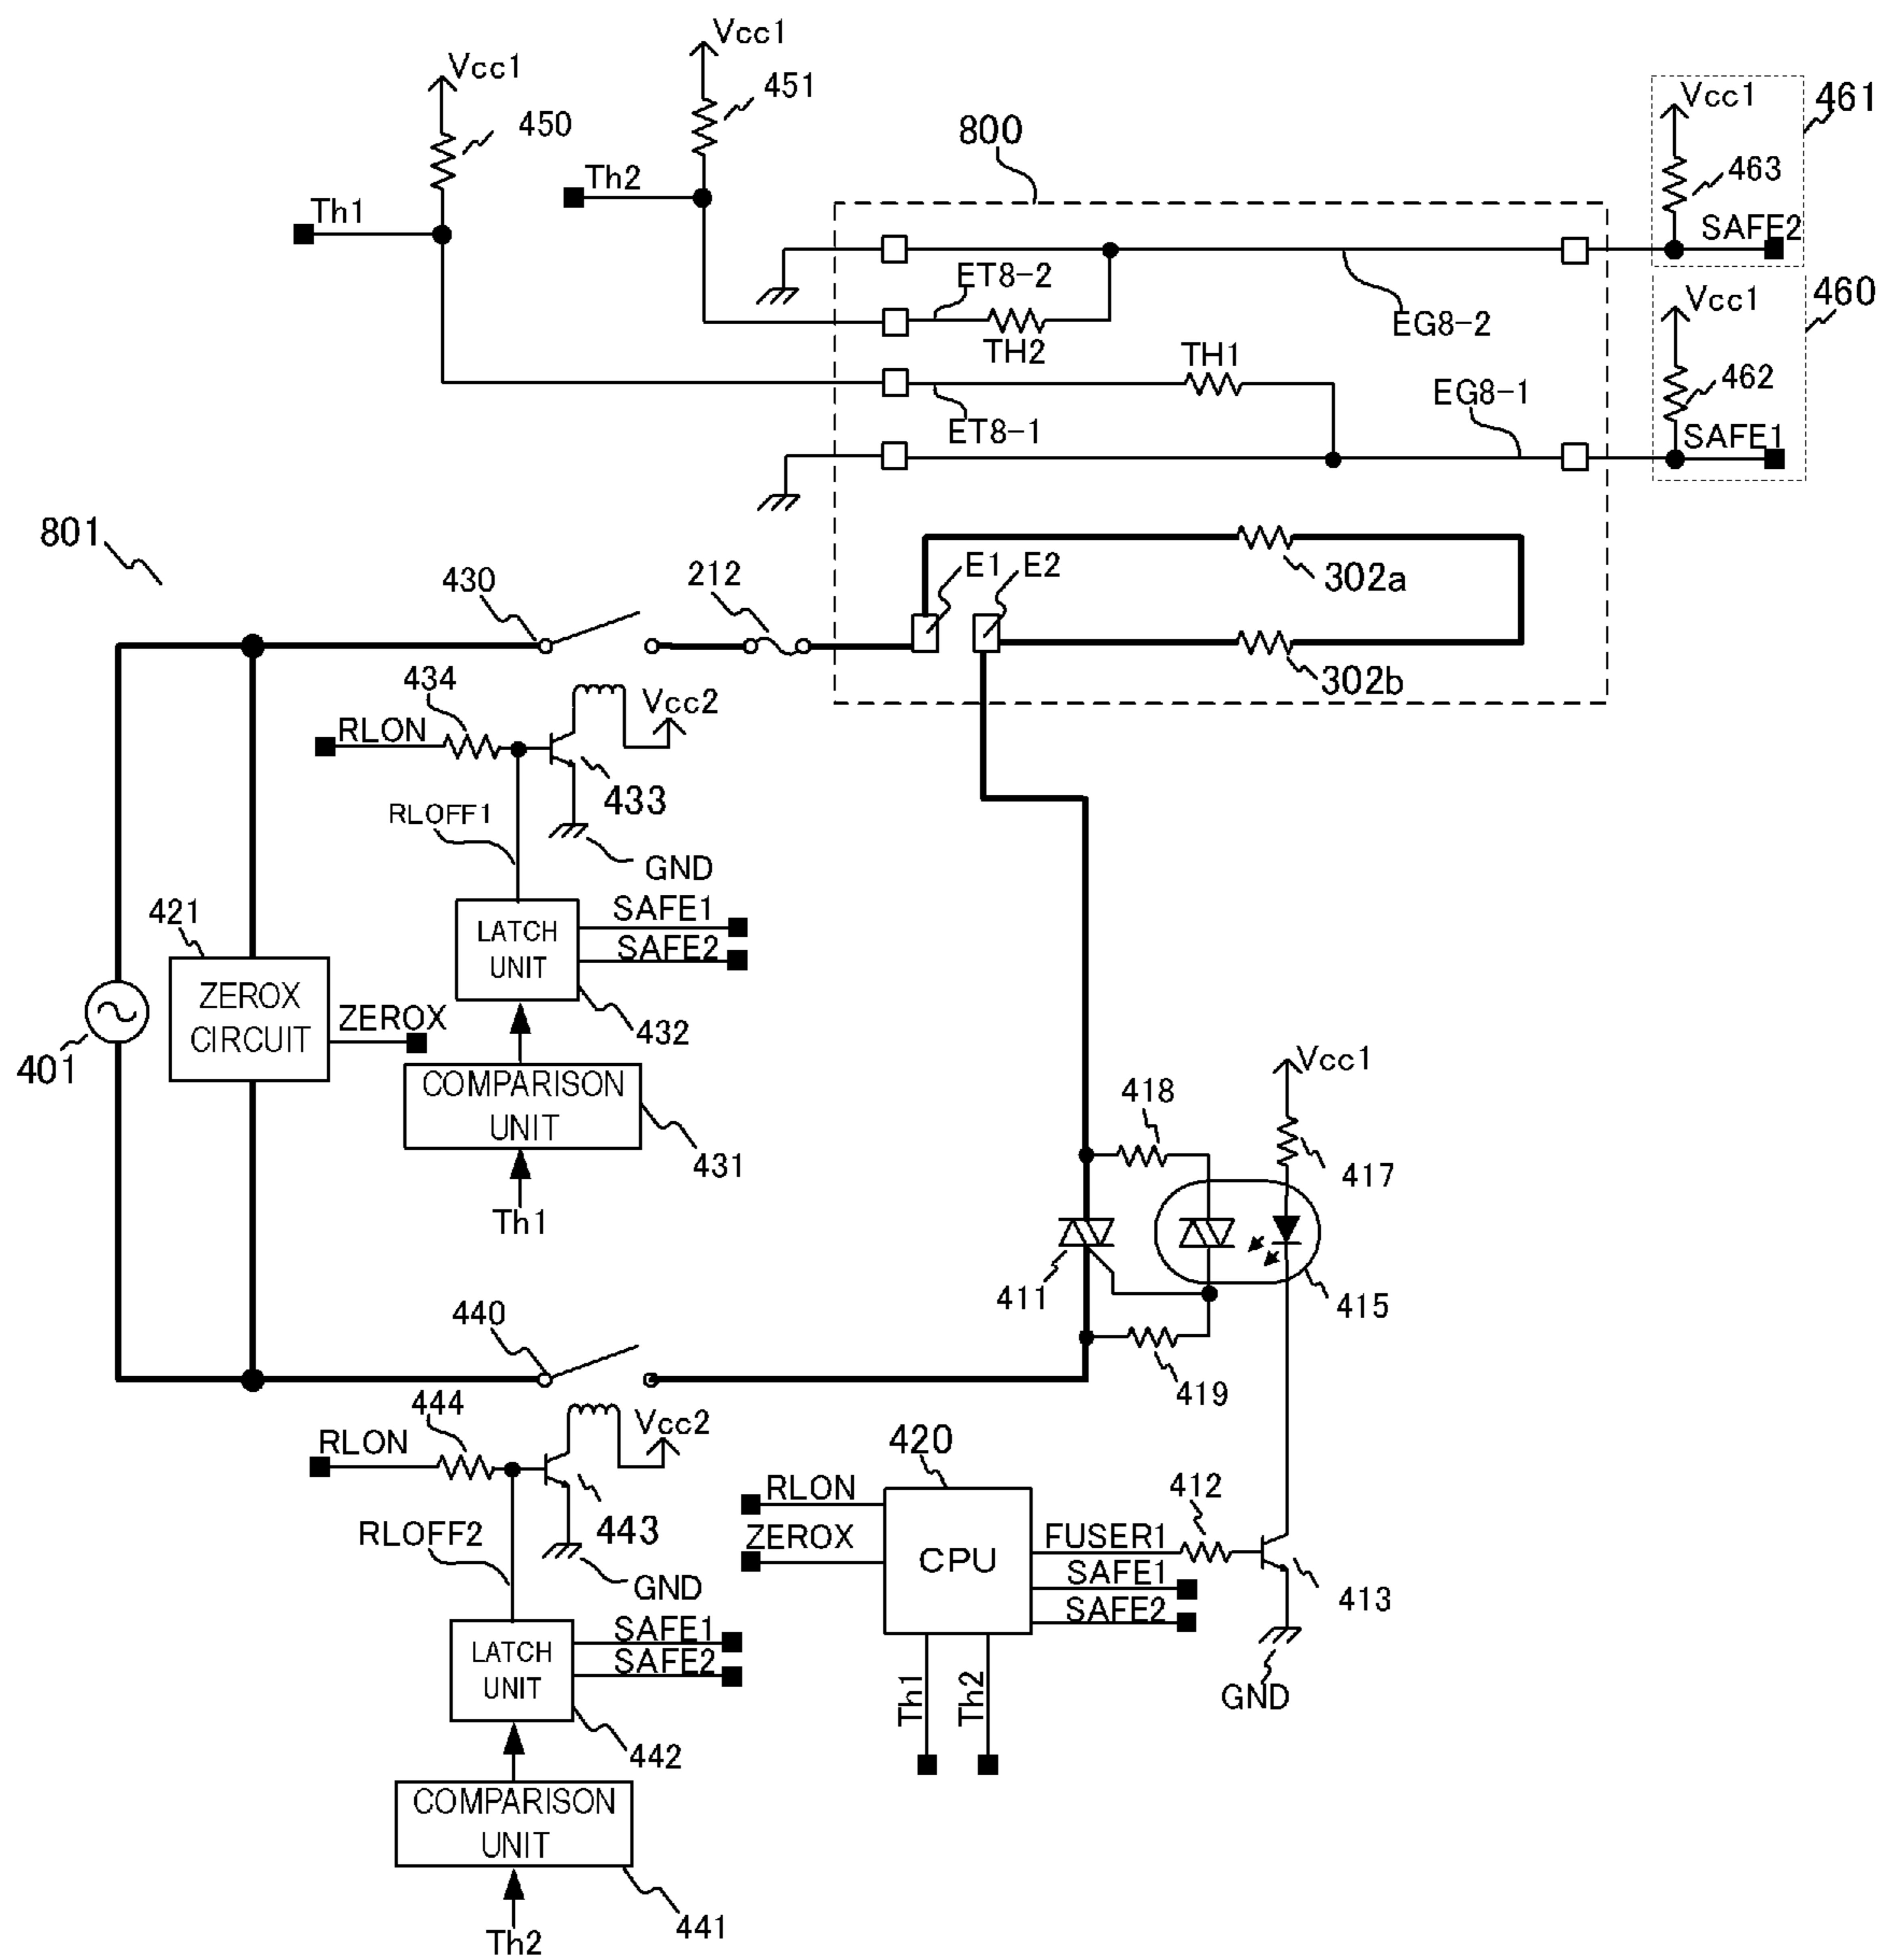 Vcc1
Vcc1
451
450
800
Vcc1
461
463
SAFE2
Th2
Th1
ET8-2
TH2
EG8-2
Vcc1
460
462
TH1
EG8-1
ET8-1
SAFE1
801
430
212
E1
E2
302a
302b
434
RLON
Vcc2
433
RLOFF1
GND
421
LATCH
UNIT
SAFE1
SAFE2
432
ZEROX
CIRCUIT
ZEROX
401
COMPARISON
UNIT
431
Th1
Vcc1
418
417
411
415
419
440
444
RLON
Vcc2
443
RLOFF2
GND
420
RLON
ZEROX
CPU
FUSER1
412
SAFE1
SAFE2
413
GND
Th1
Th2
LATCH
UNIT
SAFE1
SAFE2
442
COMPARISON
UNIT
441
Th2